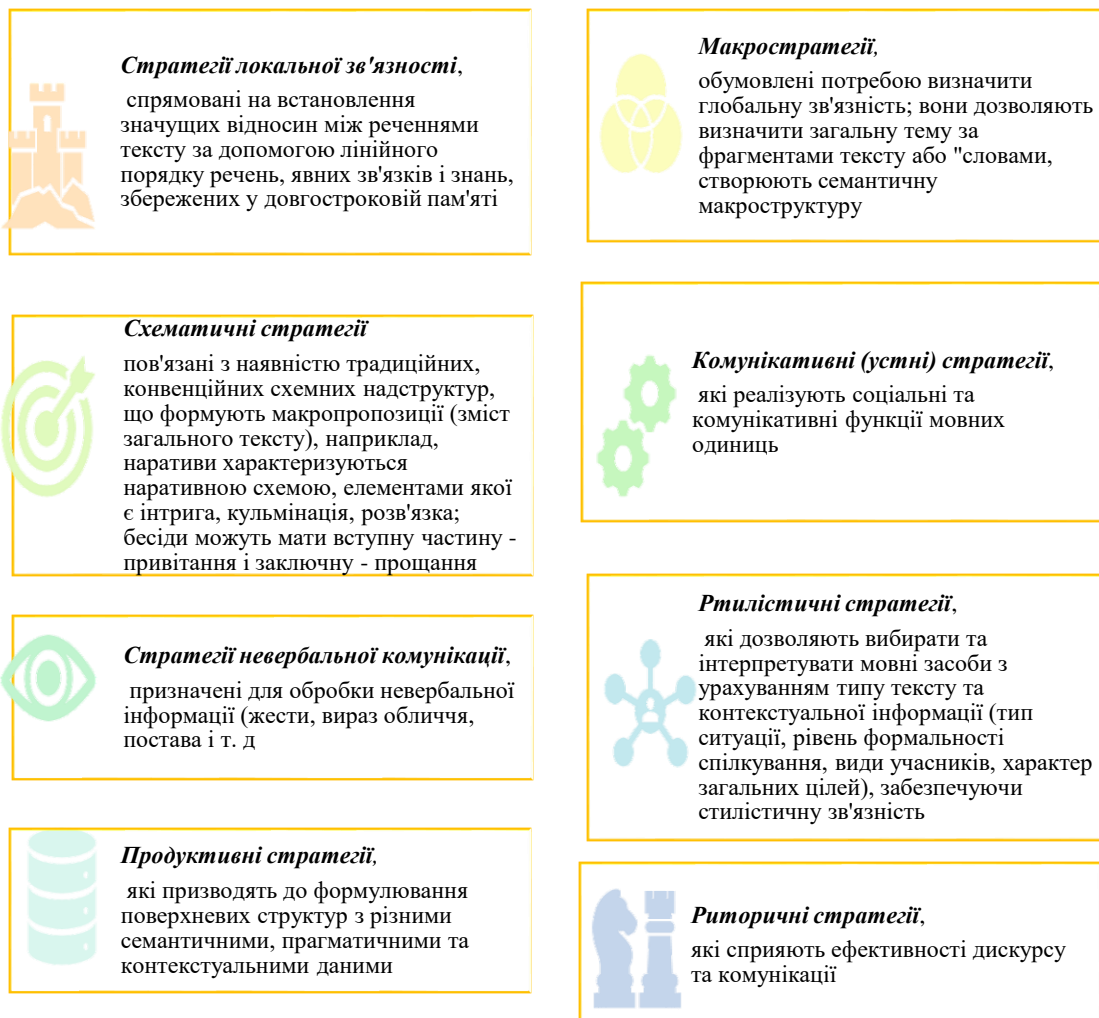 Стратегії локальної зв'язності,
спрямовані на встановлення
значущих відносин між реченнями
тексту за допомогою лінійного
порядку речень, явних зв'язків і знань,
збережених у довгостроковій пам'яті
Макростратегії,
обумовлені потребою визначити
глобальну зв'язність; вони дозволяють
визначити загальну тему за
фрагментами тексту або "словами,
створюють семантичну
макроструктуру
Схематичні стратегії
пов'язані з наявністю традиційних,
конвенційних схемних надструктур,
що формують макропропозиції (зміст
загального тексту), наприклад,
наративи характеризуються
наративною схемою, елементами якої
є інтрига, кульмінація, розв'язка;
бесіди можуть мати вступну частину -
привітання і заключну - прощання
Комунікативні (устні) стратегії,
які реалізують соціальні та
комунікативні функції мовних
одиниць
Стратегії невербальної комунікації,
призначені для обробки невербальної
інформації (жести, вираз обличчя,
постава і т. д
Ртилістичні стратегії,
які дозволяють вибирати та
інтерпретувати мовні засоби з
урахуванням типу тексту та
контекстуальної інформації (тип
ситуації, рівень формальності
спілкування, види учасників, характер
загальних цілей), забезпечуючи
стилістичну зв'язність
Продуктивні стратегії,
які призводять до формулювання
поверхневих структур з різними
семантичними, прагматичними та
контекстуальними даними
Риторичні стратегії,
які сприяють ефективності дискурсу
та комунікації